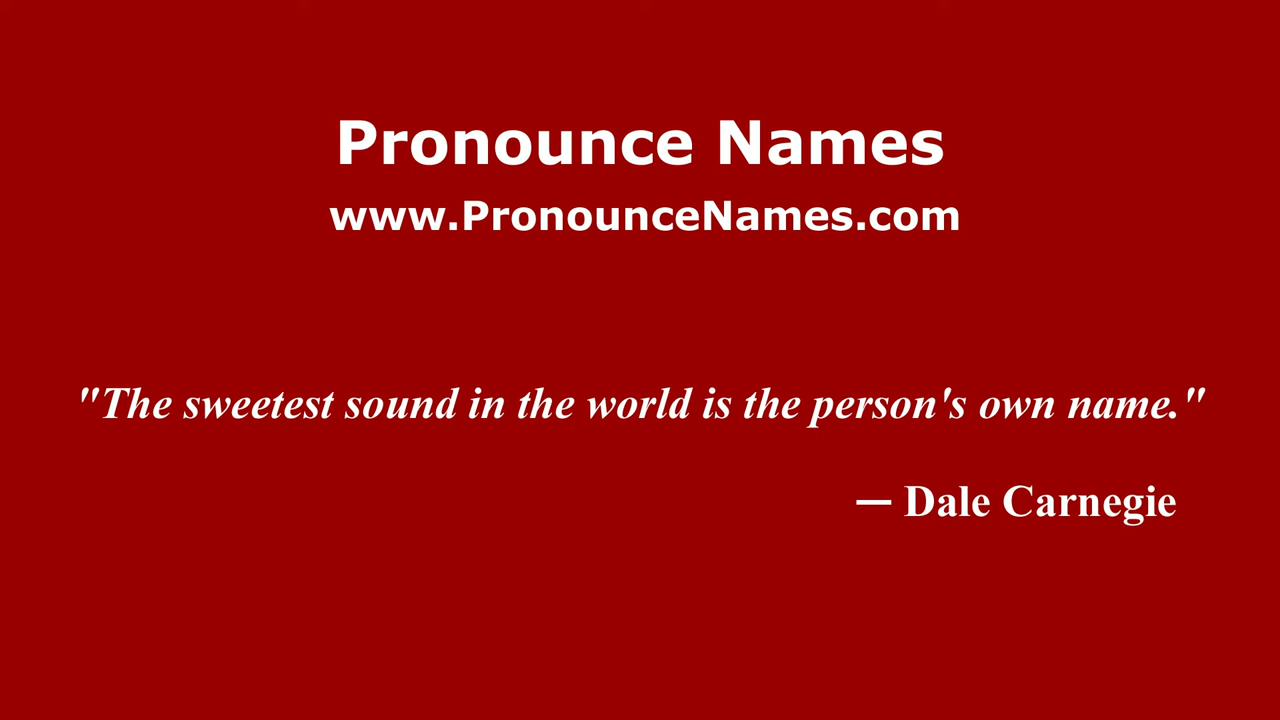 Pronounce Names
www.PronounceNames.com
"The sweetest sound in the world is the person's own name."
— Dale Carnegie